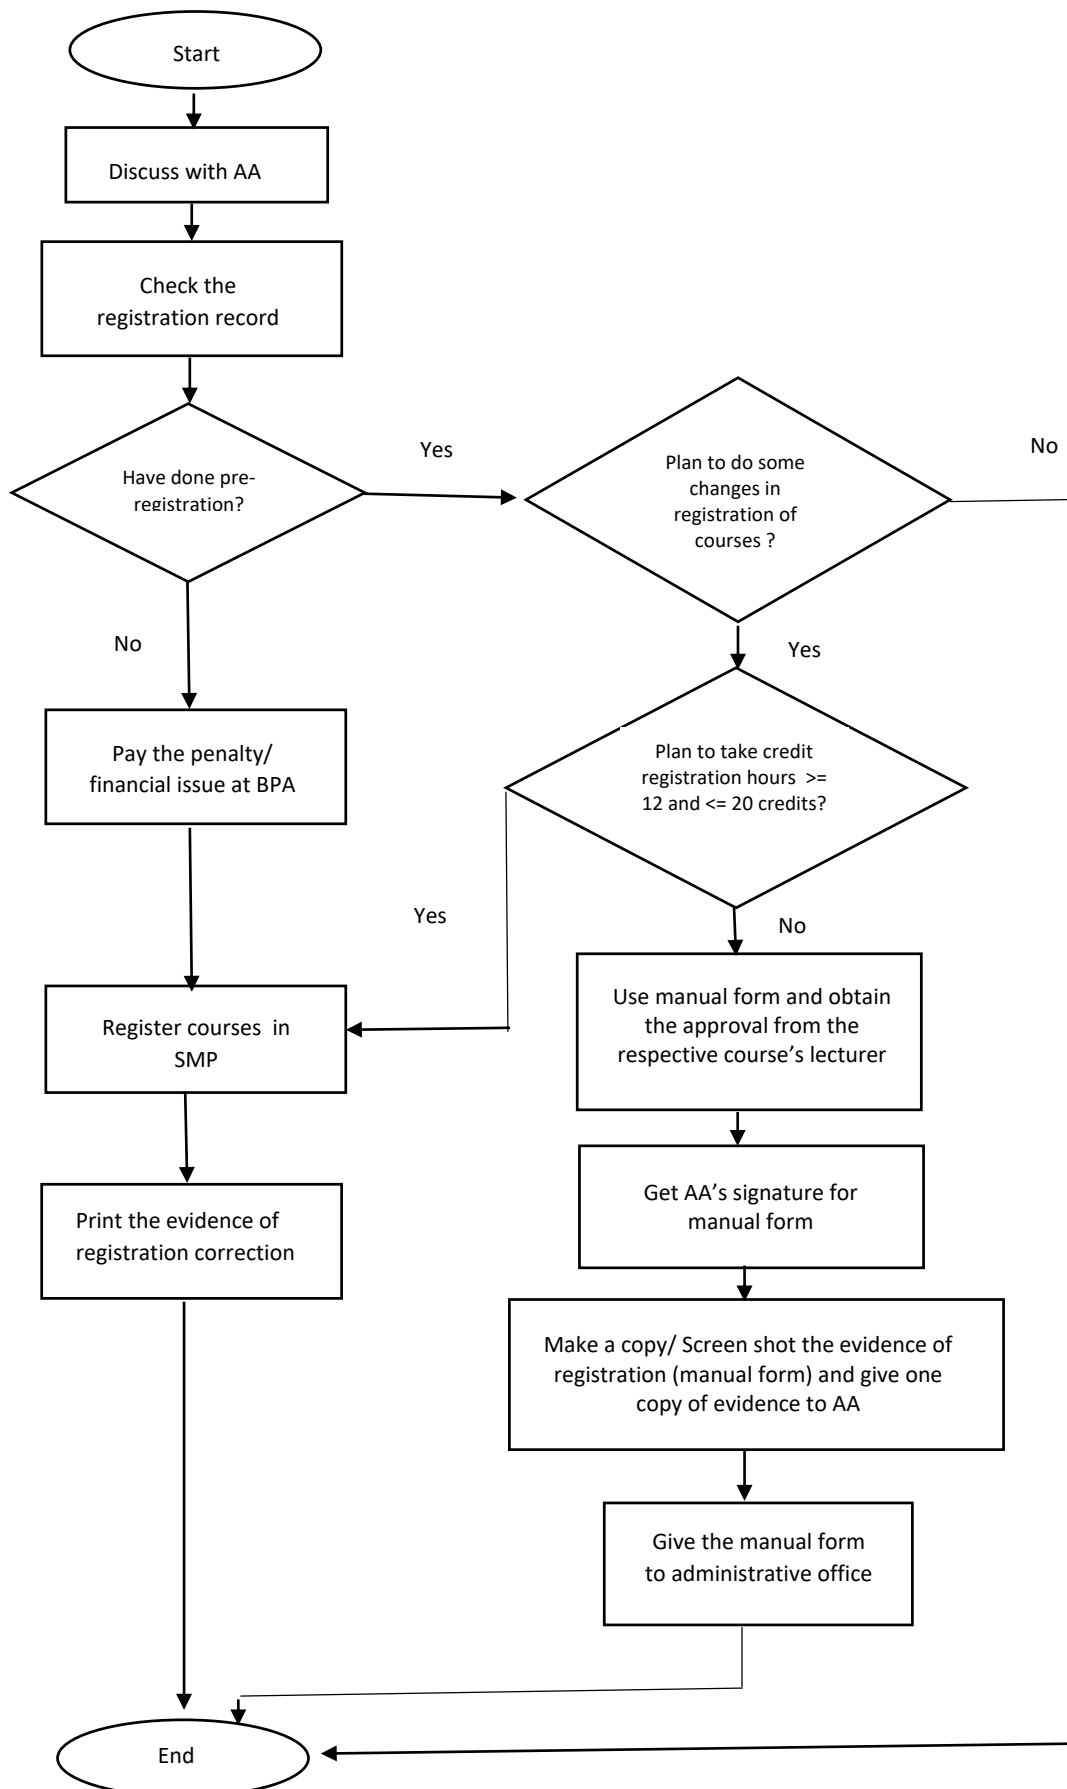 Start
Discuss with AA
Check the
registration record
Have done pre-
registration?
Yes
Plan to do some
changes in
registration of
courses ?
No
No
Yes
Pay the penalty/
financial issue at BPA
Plan to take credit
registration hours >=
12 and <= 20 credits?
Yes
No
Register courses in
SMP
Use manual form and obtain
the approval from the
respective course’s lecturer
Print the evidence of
registration correction
Get AA’s signature for
manual form
Make a copy/ Screen shot the evidence of
registration (manual form) and give one
copy of evidence to AA
Give the manual form
to administrative office
End